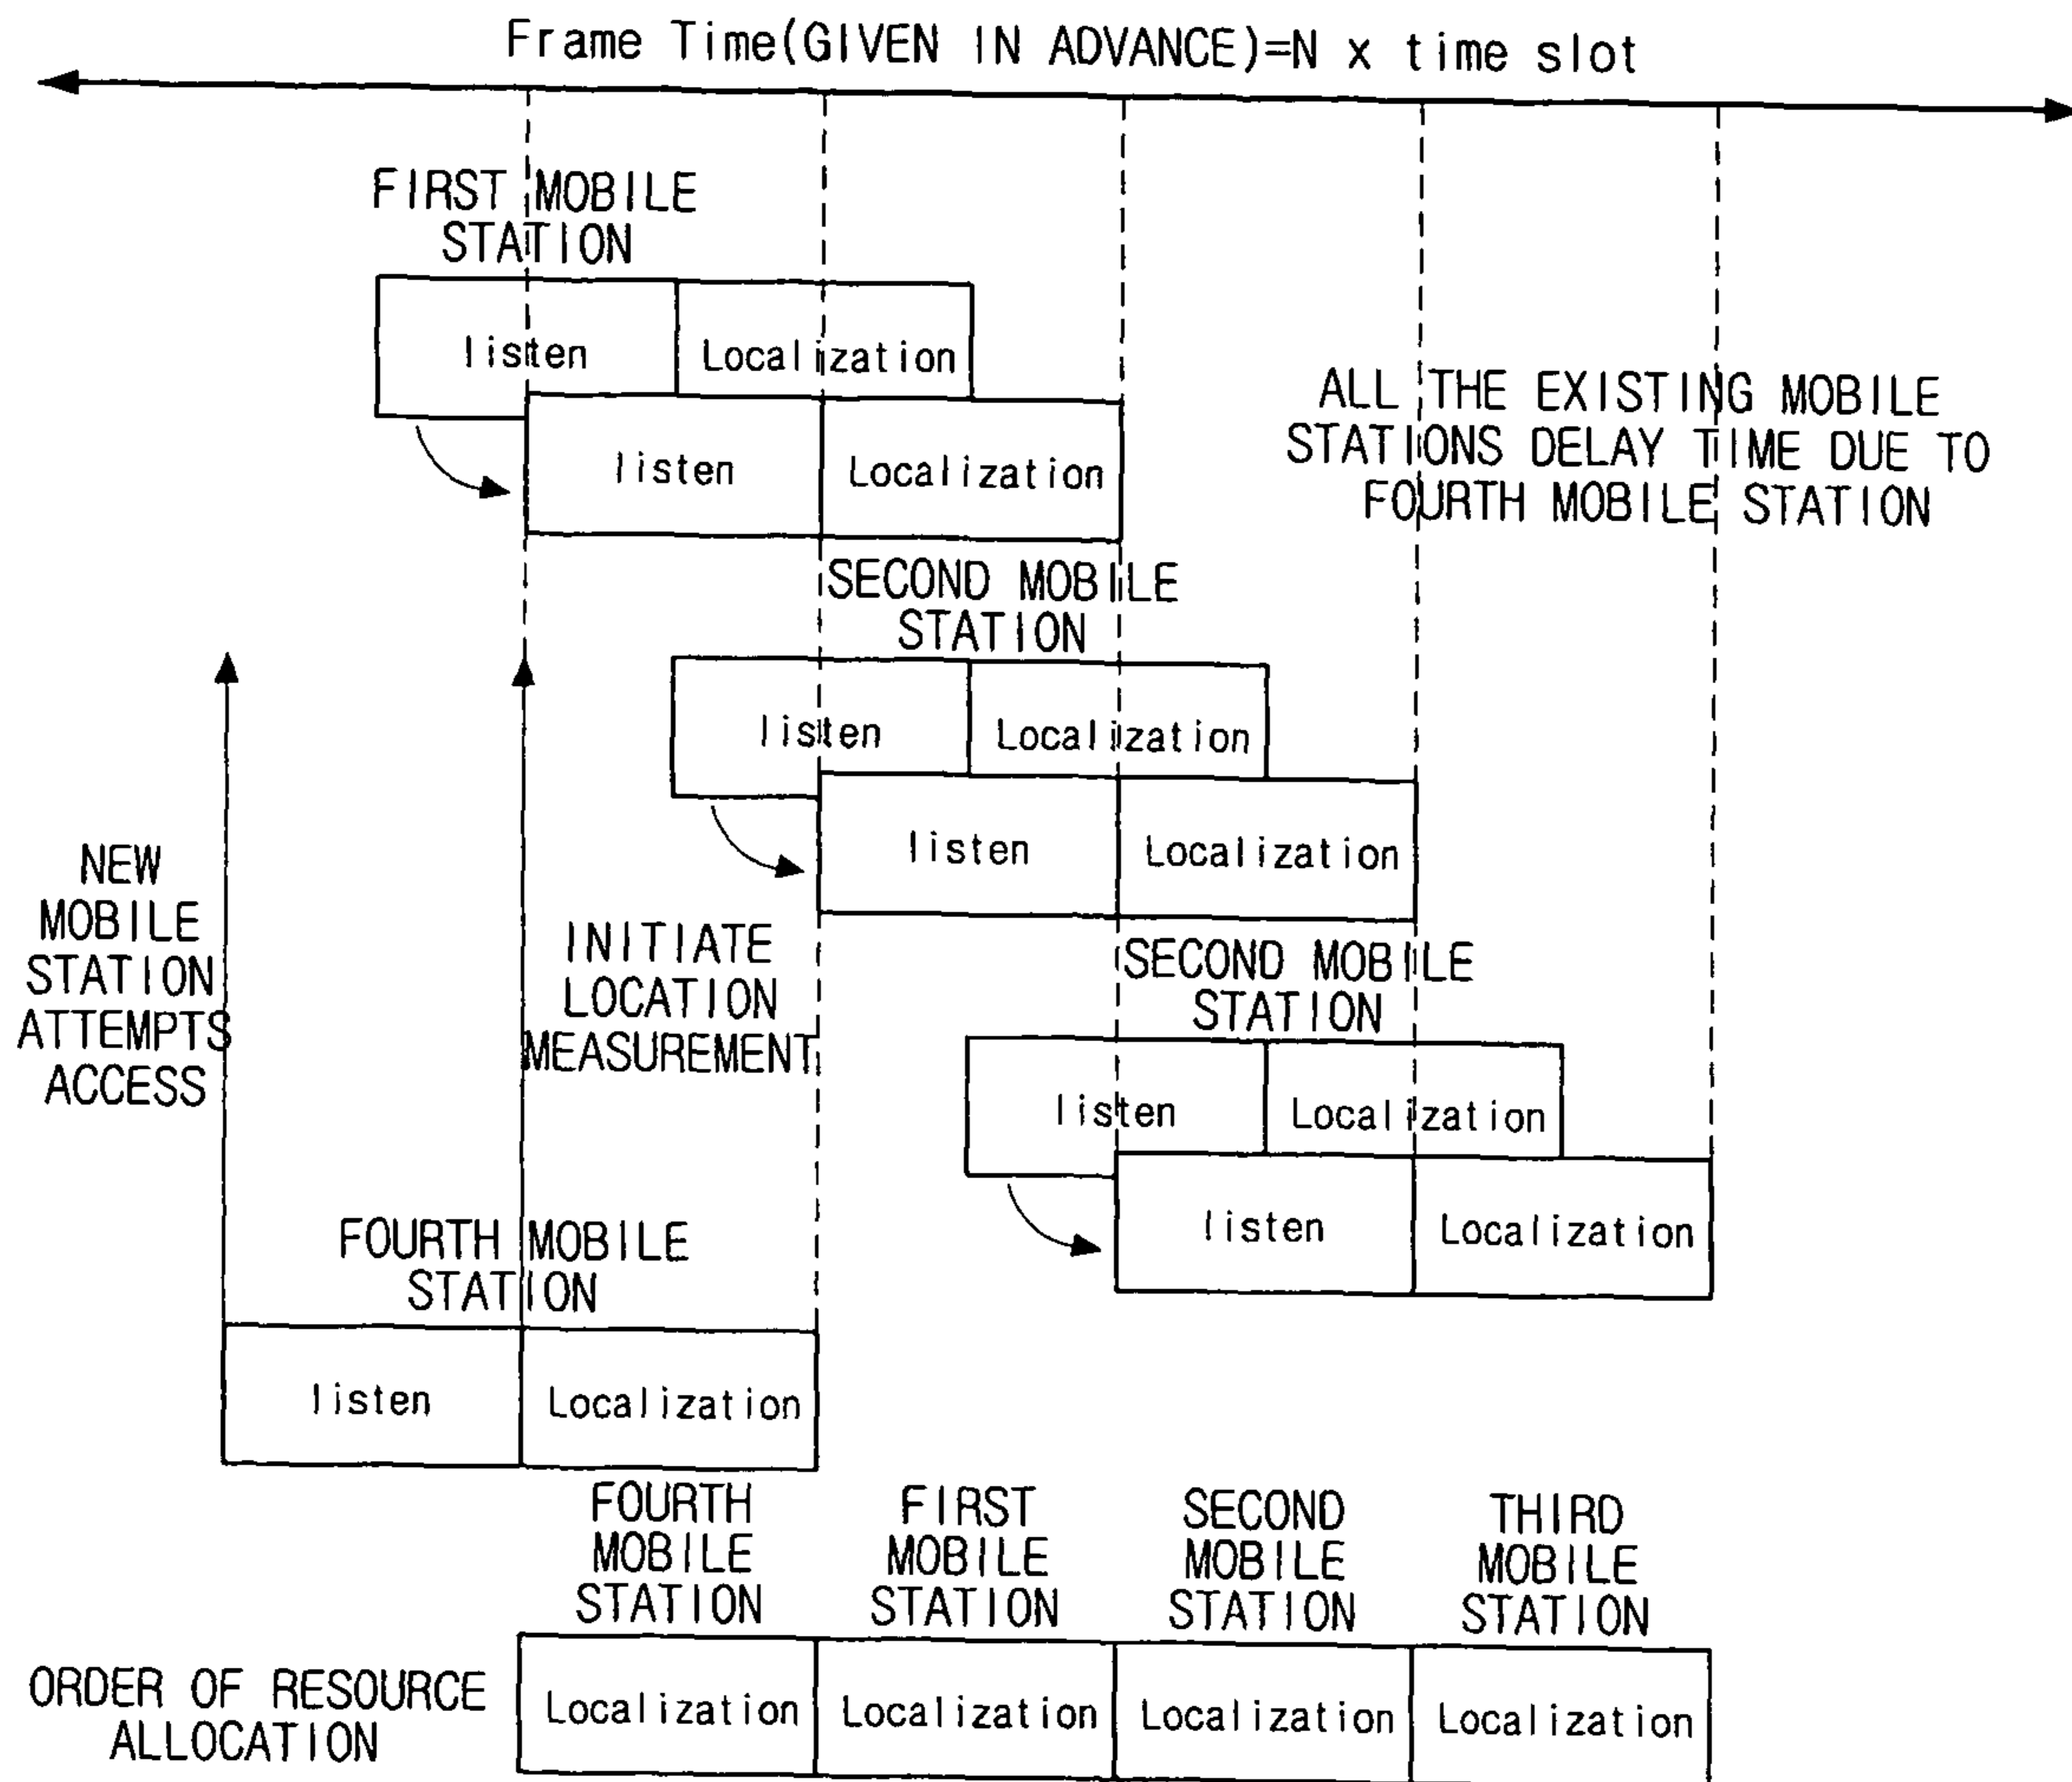 Frame Time(GIVEN IN ADVANCE)=N x time slot
FIRST MOBILE
STATION
listen
Localization
listen
Localization
ALL THE EXISTING MOBILE
STATIONS DELAY TIME DUE TO
FOURTH MOBILE STATION
SECOND MOBILE
STATION
listen
Localization
listen
Localization
NEW
MOBILE
STATION
ATTEMPTS
ACCESS
INITIATE
LOCATION
MEASUREMENT
SECOND MOBILE
STATION
listen
Localization
listen
Localization
FOURTH MOBILE
STATION
listen
Localization
FOURTH
MOBILE
STATION
FIRST
MOBILE
STATION
SECOND
MOBILE
STATION
THIRD
MOBILE
STATION
ORDER OF RESOURCE
ALLOCATION
Localization
Localization
Localization
Localization